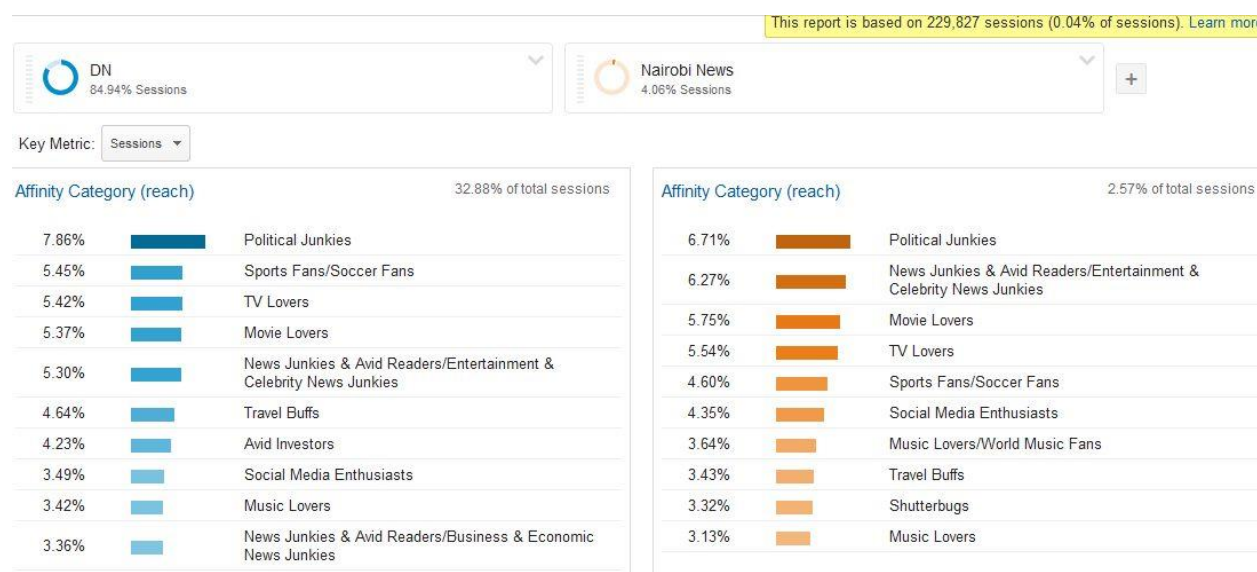 This report is based on 229,827 sessions (0.04% of sessions). Learn more
DN
84.94% Sessions
Nairobi News
4.06% Sessions
+
Key Metric: Sessions
Affinity Category (reach) 32.88% of total sessions
7.86% Political Junkies
5.45% Sports Fans/Soccer Fans
5.42% TV Lovers
5.37% Movie Lovers
5.30% News Junkies & Avid Readers/Entertainment &
Celebrity News Junkies
4.64% Travel Buffs
4.23% Avid Investors
3.49% Social Media Enthusiasts
3.42% Music Lovers
3.36% News Junkies & Avid Readers/Business & Economic
News Junkies
Affinity Category (reach) 2.57% of total sessions
6.71% Political Junkies
6.27% News Junkies & Avid Readers/Entertainment &
Celebrity News Junkies
5.75% Movie Lovers
5.54% TV Lovers
4.60% Sports Fans/Soccer Fans
4.35% Social Media Enthusiasts
3.64% Music Lovers/World Music Fans
3.43% Travel Buffs
3.32% Shutterbugs
3.13% Music Lovers